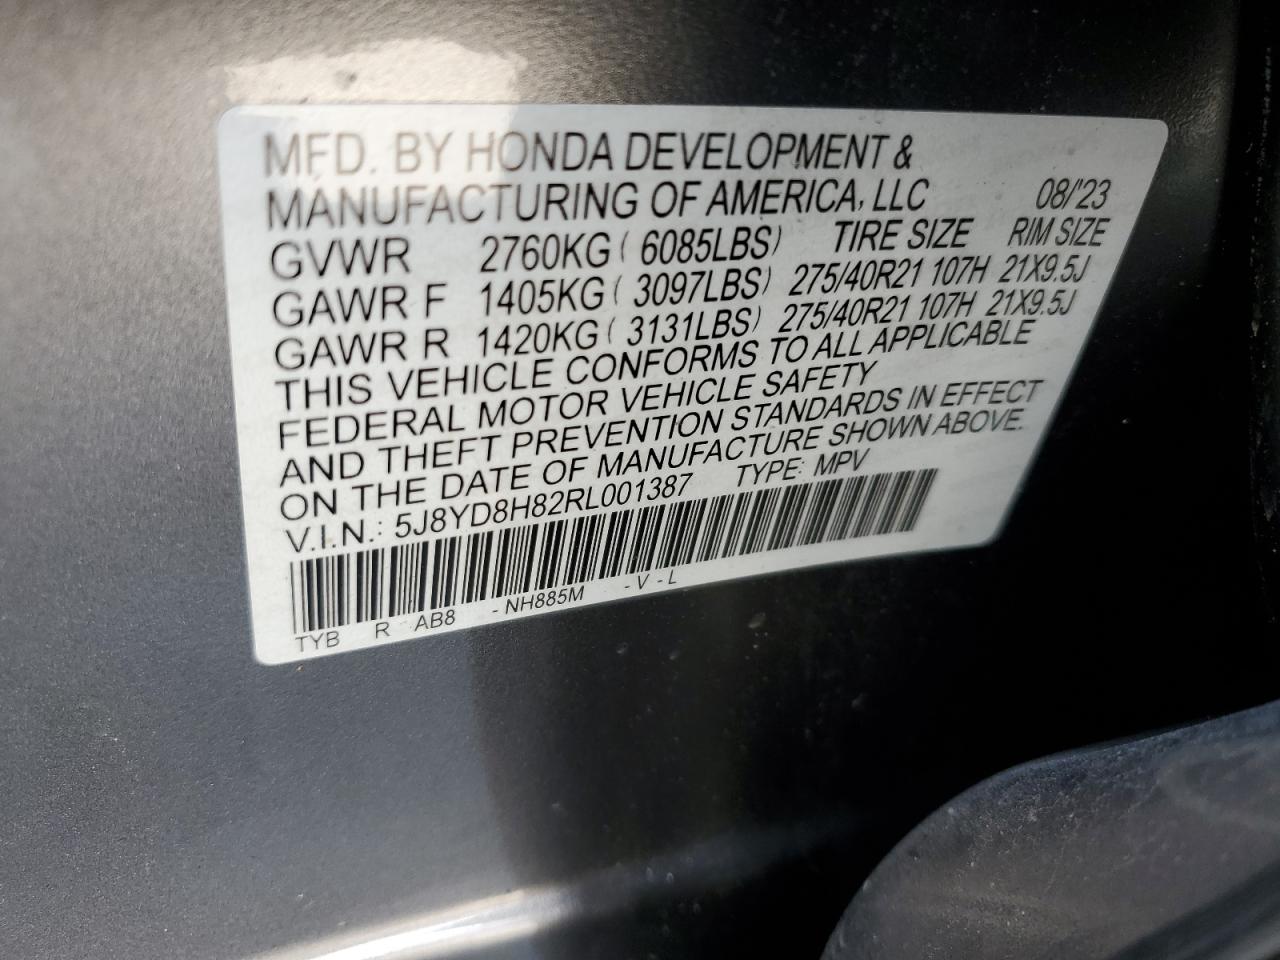 MFD. BY HONDA DEVELOPMENT &
MANUFACTURING OF AMERICA, LLC 08/'23
GVWR 2760KG ( 6085LBS) TIRE SIZE RIM SIZE
GAWR F 1405KG ( 3097LBS) 275/40R21 107H 21X9.5J
GAWR R 1420KG ( 3131LBS) 275/40R21 107H 21X9.5J
THIS VEHICLE CONFORMS TO ALL APPLICABLE
FEDERAL MOTOR VEHICLE SAFETY
AND THEFT PREVENTION STANDARDS IN EFFECT
ON THE DATE OF MANUFACTURE SHOWN ABOVE.
V.I.N.: 5J8YD8H82RL001387 TYPE: MPV
TYB R AB8 - NH885M - V - L